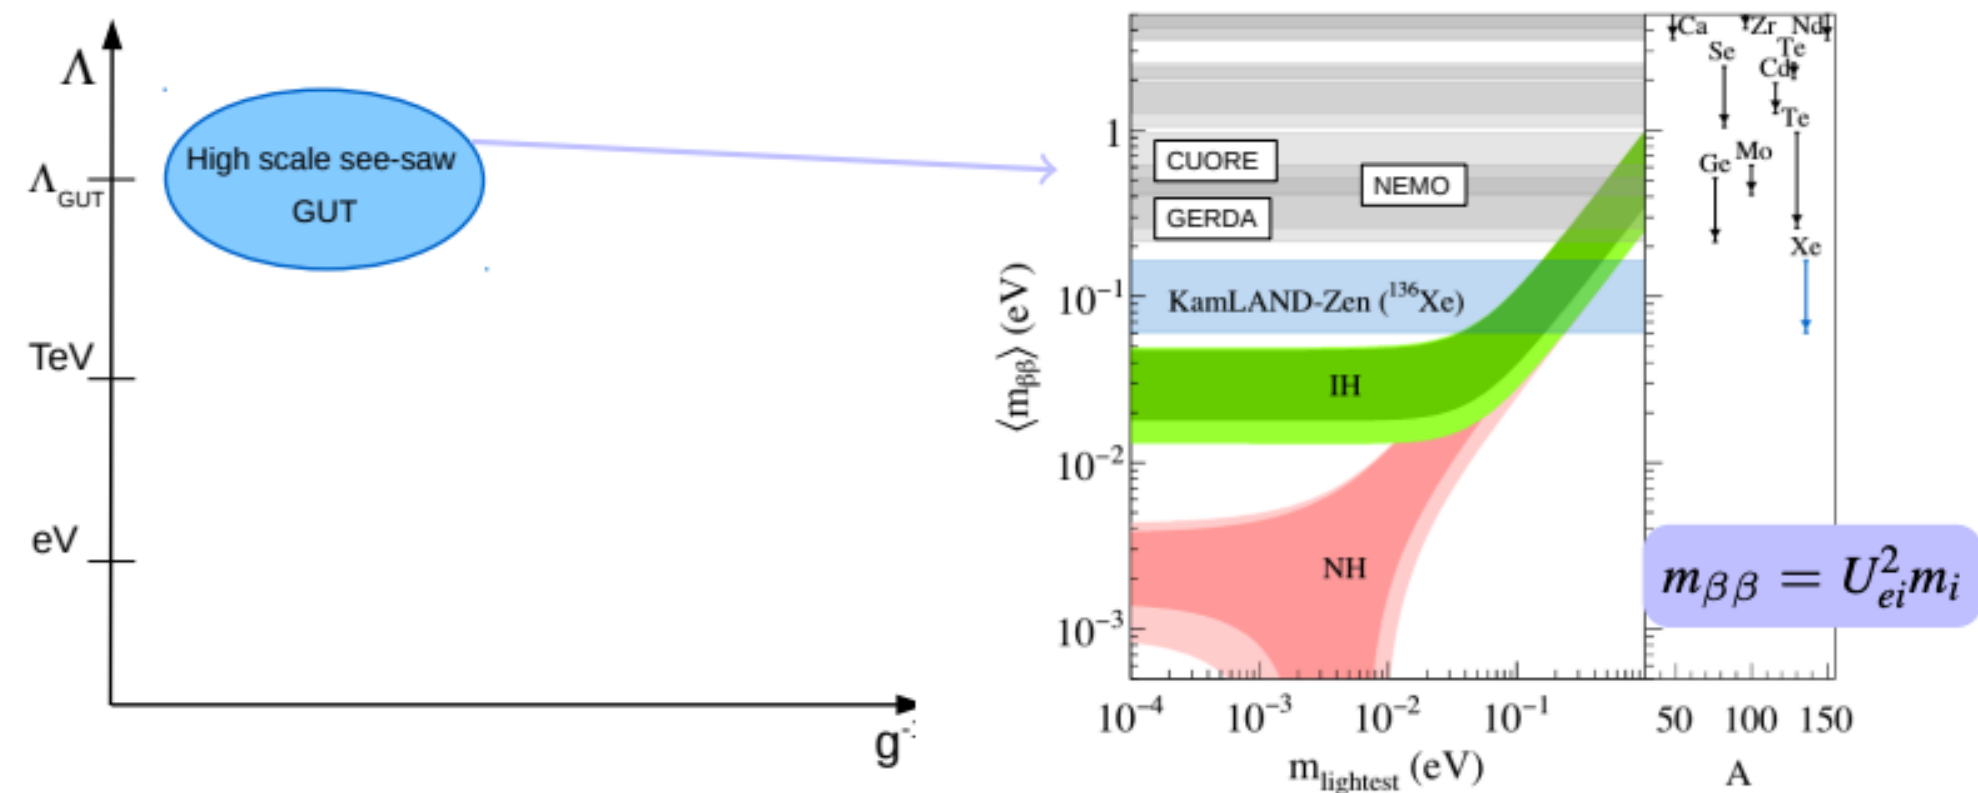 Λ
High scale see-saw
GUT
Λ_GUT
TeV
eV
g⁻
⟨m_ββ⟩ (eV)
1
10⁻¹
10⁻²
10⁻³
CUORE
NEMO
GERDA
KamLAND-Zen (¹³⁶Xe)
IH
NH
10⁻⁴ 10⁻³ 10⁻² 10⁻¹
m_lightest (eV)
Ca
Zr
Nd
Se
Te
Cd
Te
Ge
Mo
Xe
50 100 150
A
m_ββ = U²_ei m_i